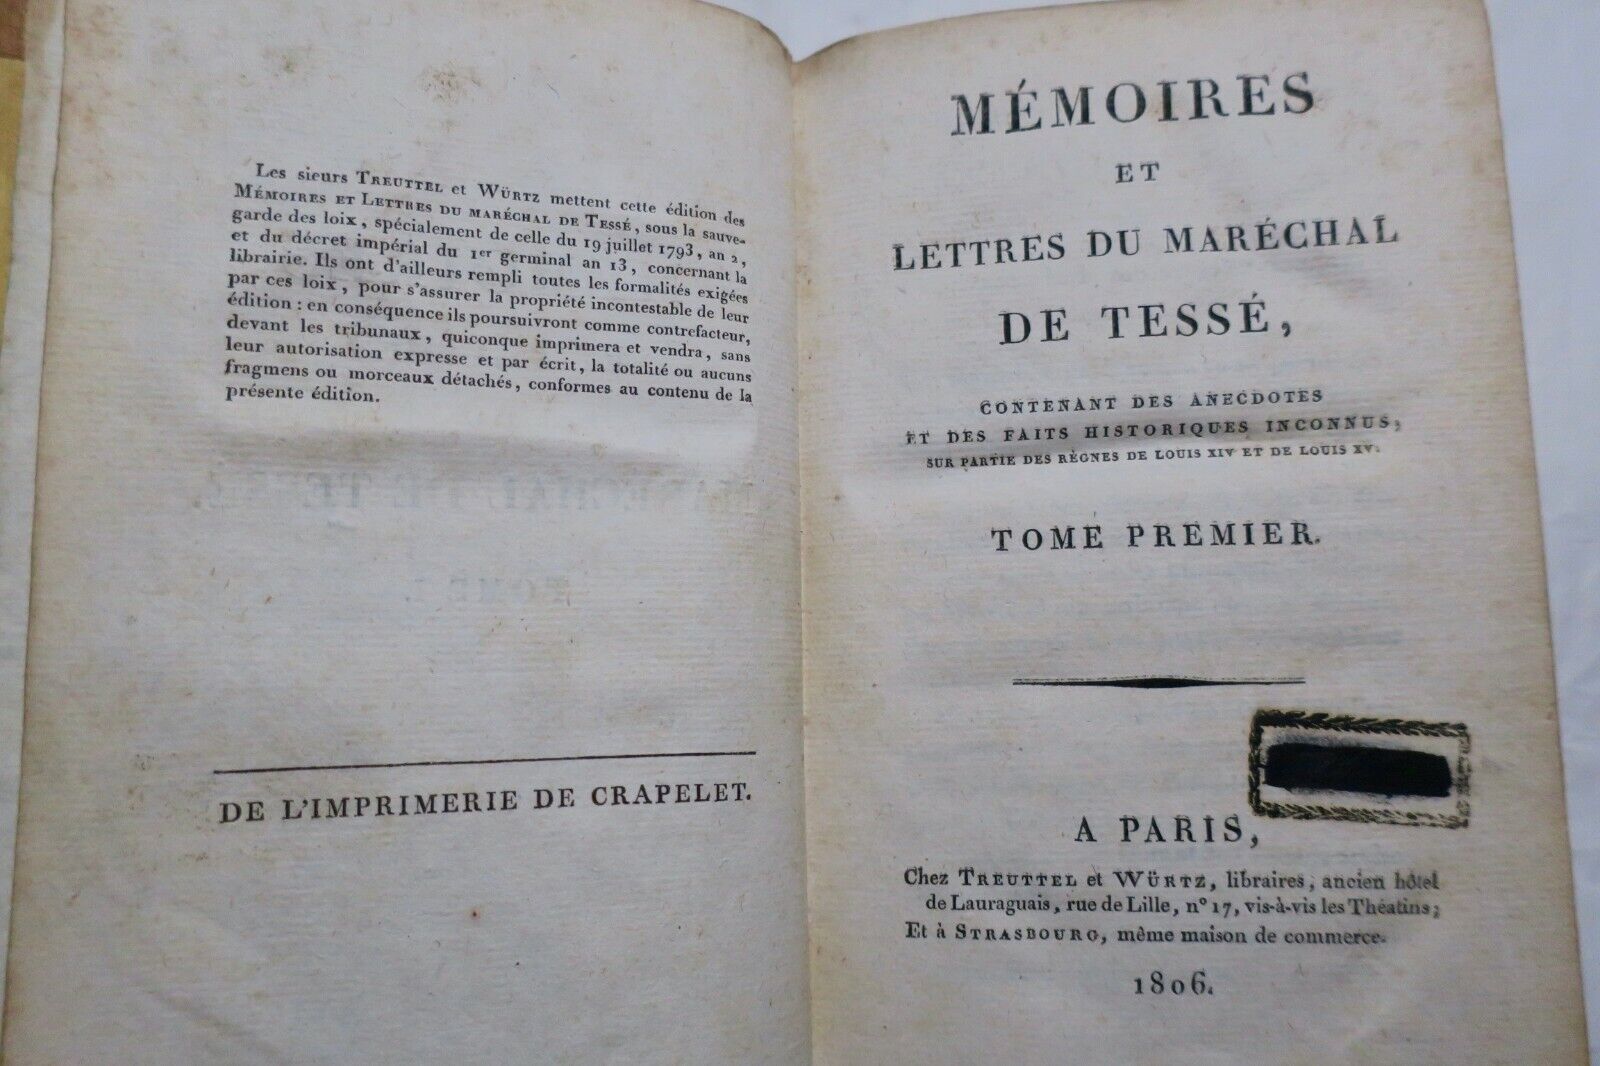 Les sieurs TREUTTEL et WÜRTZ mettent cette édition des
MÉMOIRES ET LETTRES DU MARÉCHAL DE TESSÉ, sous la sauve-
garde des loix, spécialement de celle du 19 juillet 1793, an 2,
et du décret impérial du 1er germinal an 13, concernant la
librairie. Ils ont d'ailleurs rempli toutes les formalités exigées
par ces loix, pour s'assurer la propriété incontestable de leur
édition : en conséquence ils poursuivront comme contrefacteur,
devant les tribunaux, quiconque imprimera et vendra, sans
leur autorisation expresse et par écrit, la totalité ou aucuns
fragmens ou morceaux détachés, conformes au contenu de la
présente édition.
DE L'IMPRIMERIE DE CRAPELET.
MÉMOIRES
ET
LETTRES DU MARÉCHAL
DE TESSÉ,
CONTENANT DES ANECDOTES
ET DES FAITS HISTORIQUES INCONNUS,
SUR PARTIE DES RÈGNES DE LOUIS XIV ET DE LOUIS XV.
TOME PREMIER.
A PARIS,
Chez TREUTTEL et WÜRTZ, libraires, ancien hôtel
de Lauraguais, rue de Lille, n° 17, vis-à-vis les Théatins;
Et à STRASBOURG, même maison de commerce.
1806.